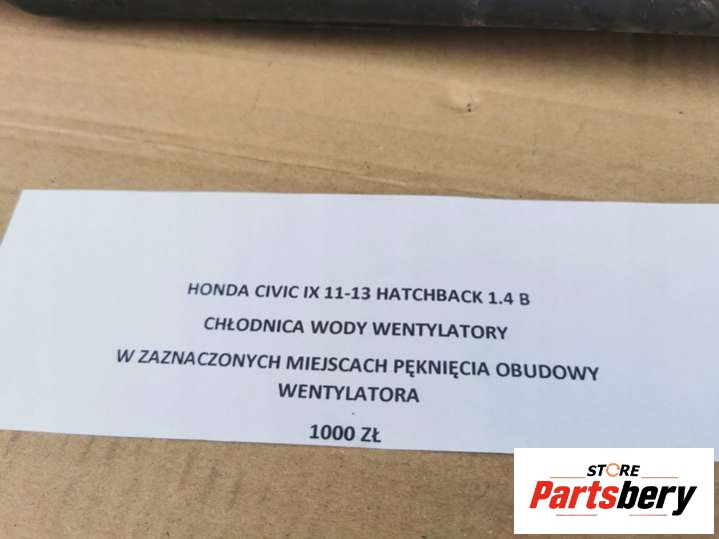 HONDA CIVIC IX 11-13 HATCHBACK 1.4 B
CHŁODNICA WODY WENTYLATORY
W ZAZNACZONYCH MIEJSCACH PĘKNIĘCIA OBUDOWY
WENTYLATORA
1000 ZŁ
STORE
Partsbery